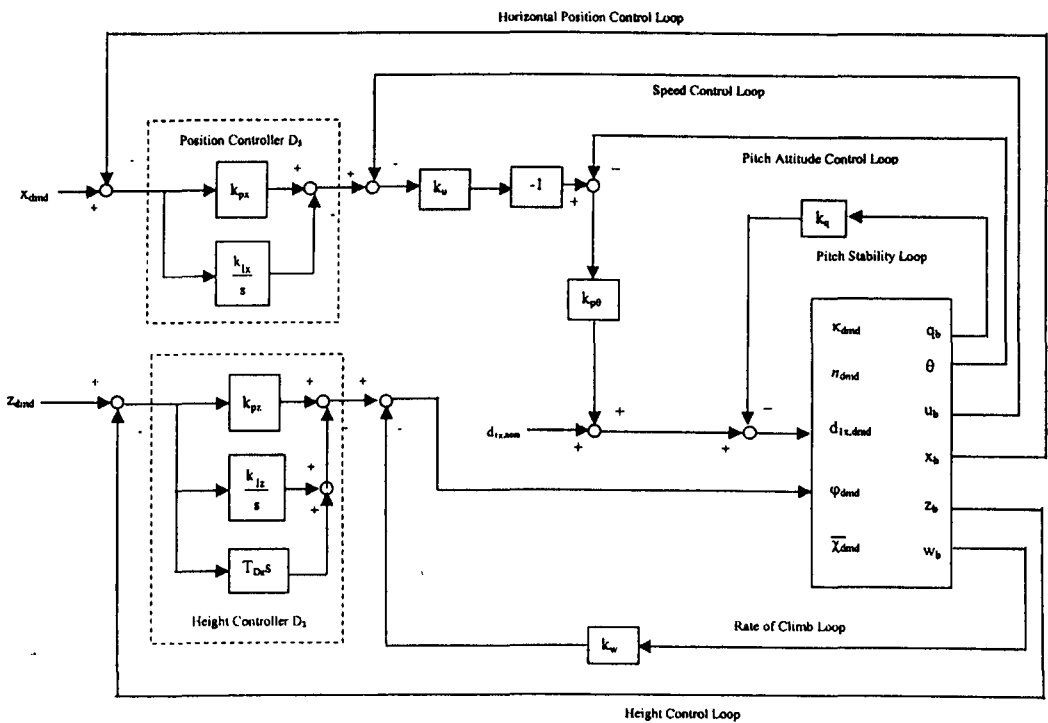 Horizontal Position Control Loop
Speed Control Loop
Position Controller D₅
Pitch Attitude Control Loop
x_dmd
+
-
k_px
+
-
+
-
k_u
-1
+
−
k_q
Pitch Stability Loop
k_Ix
s
k_pθ
κ_dmd
q_b
n_dmd
θ
z_dmd
+
-
k_pz
+
-
+
-
d_1x,nom
+
+
+
−
d_1x,dmd
u_b
x_b
k_Iz
s
+
+
φ_dmd
z_b
T_Dz s
χ_dmd
w_b
Height Controller D₃
k_w
Rate of Climb Loop
Height Control Loop